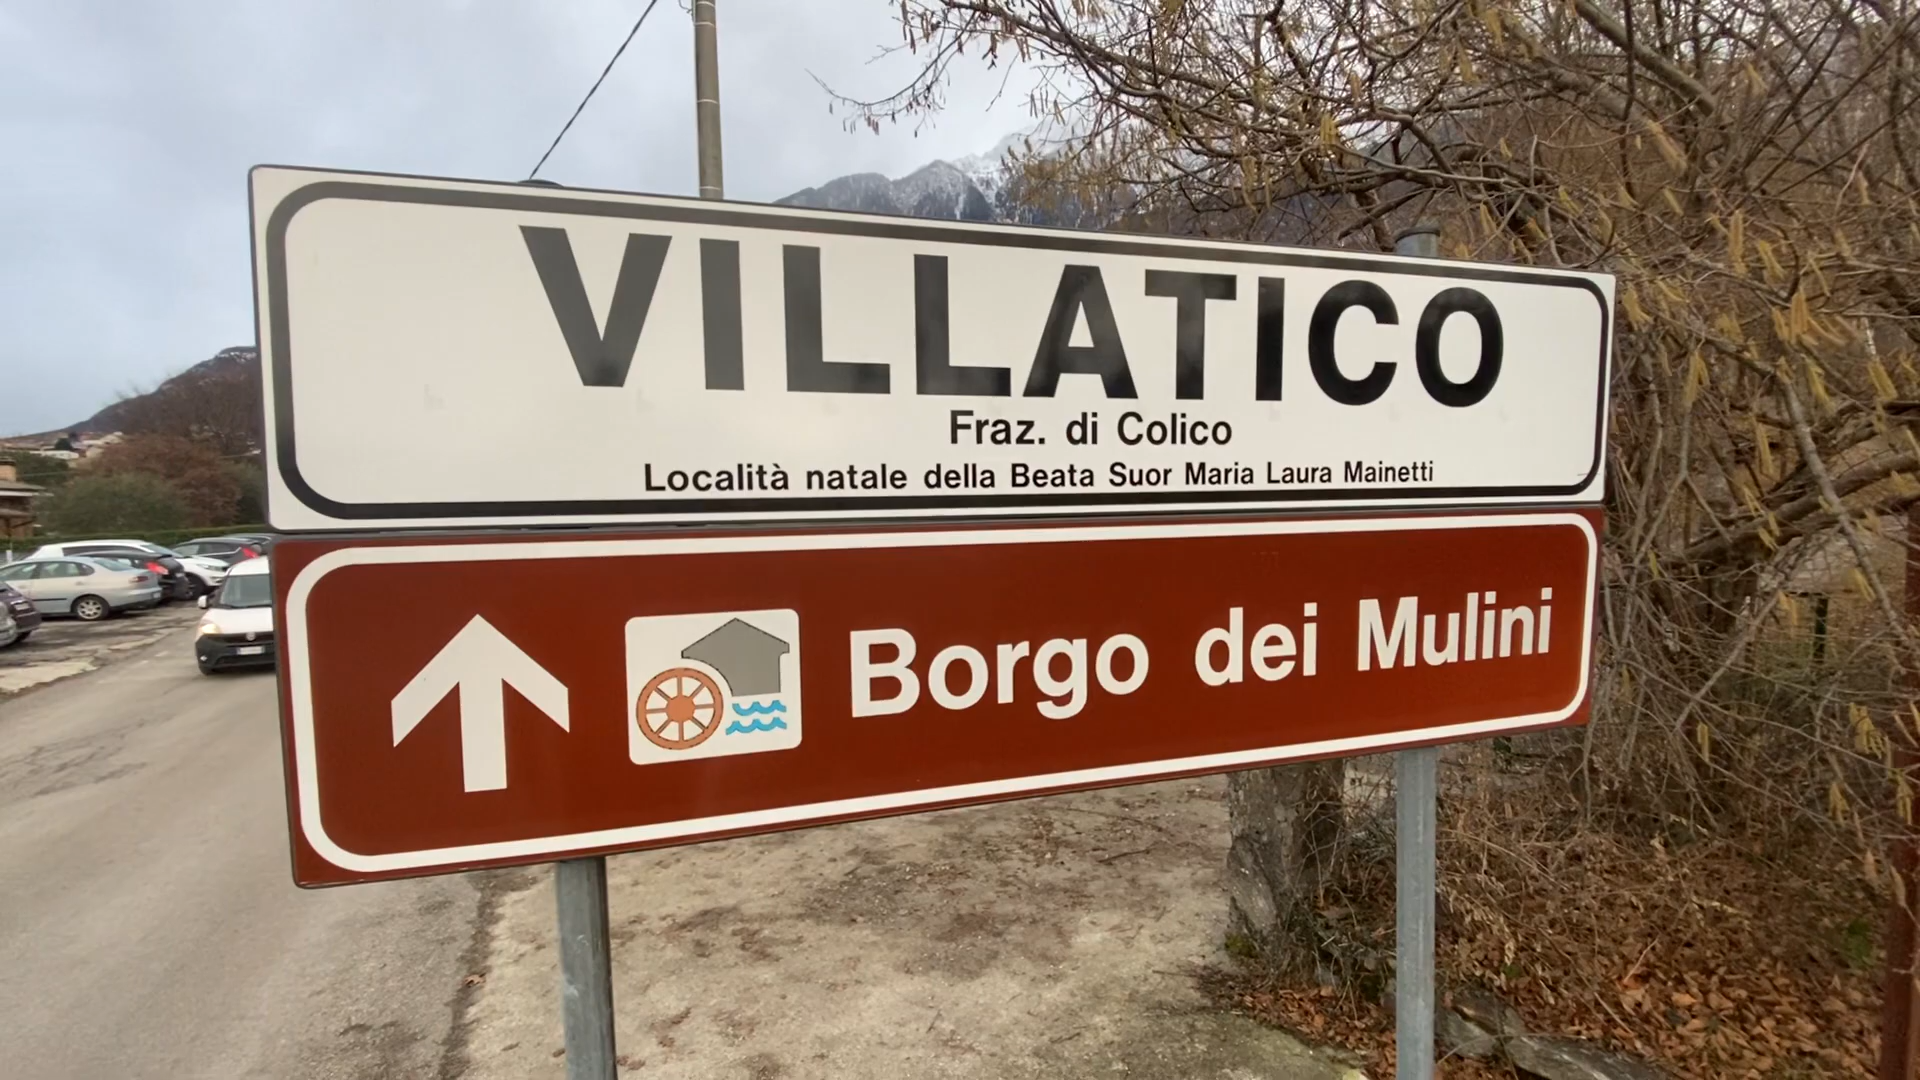 VILLATICO
Fraz. di Colico
Località natale della Beata Suor Maria Laura Mainetti
Borgo dei Mulini